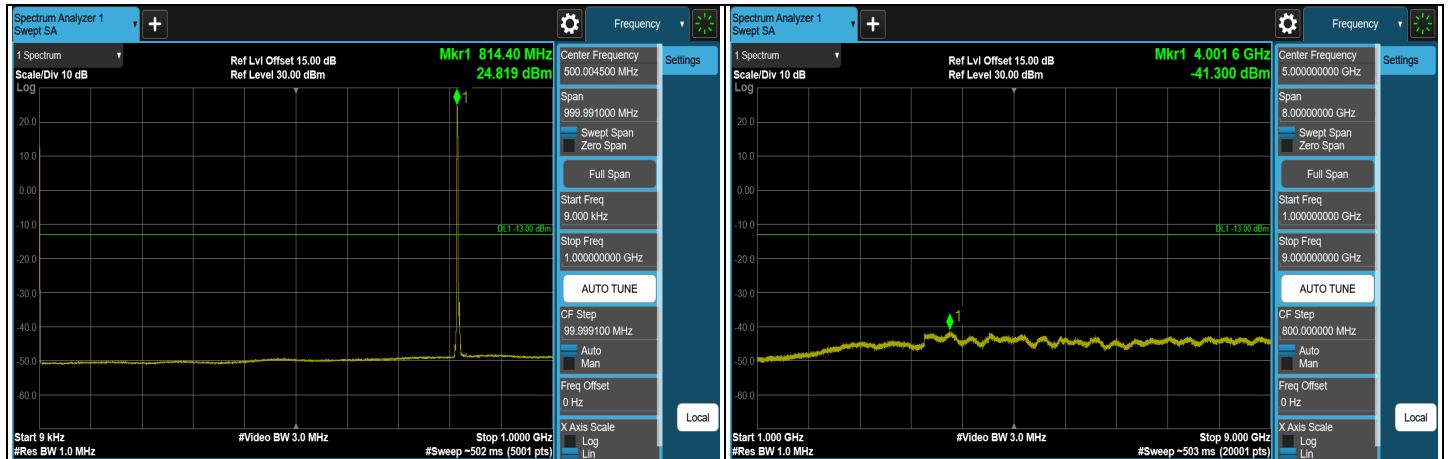 Spectrum Analyzer 1
Swept SA
+
Frequency
1 Spectrum
Scale/Div 10 dB
Log
Ref Lvl Offset 15.00 dB
Ref Level 30.00 dBm
Mkr1 814.40 MHz
24.819 dBm
1
20.0
10.0
0.00
-10.0
DL1 -13.00 dBm
-20.0
-30.0
-40.0
-50.0
-60.0
Start 9 kHz
#Res BW 1.0 MHz
#Video BW 3.0 MHz
Stop 1.0000 GHz
#Sweep ~502 ms (5001 pts)
Center Frequency
500.004500 MHz
Span
999.991000 MHz
Swept Span
Zero Span
Full Span
Start Freq
9.000 kHz
Stop Freq
1.000000000 GHz
AUTO TUNE
CF Step
99.999100 MHz
Auto
Man
Freq Offset
0 Hz
X Axis Scale
Log
Lin
Settings
Local
Spectrum Analyzer 1
Swept SA
+
Frequency
1 Spectrum
Scale/Div 10 dB
Log
Ref Lvl Offset 15.00 dB
Ref Level 30.00 dBm
Mkr1 4.001 6 GHz
-41.300 dBm
20.0
10.0
0.00
-10.0
DL1 -13.00 dBm
-20.0
-30.0
1
-40.0
-50.0
-60.0
Start 1.000 GHz
#Res BW 1.0 MHz
#Video BW 3.0 MHz
Stop 9.000 GHz
#Sweep ~503 ms (20001 pts)
Center Frequency
5.000000000 GHz
Span
8.00000000 GHz
Swept Span
Zero Span
Full Span
Start Freq
1.000000000 GHz
Stop Freq
9.000000000 GHz
AUTO TUNE
CF Step
800.000000 MHz
Auto
Man
Freq Offset
0 Hz
X Axis Scale
Log
Lin
Settings
Local